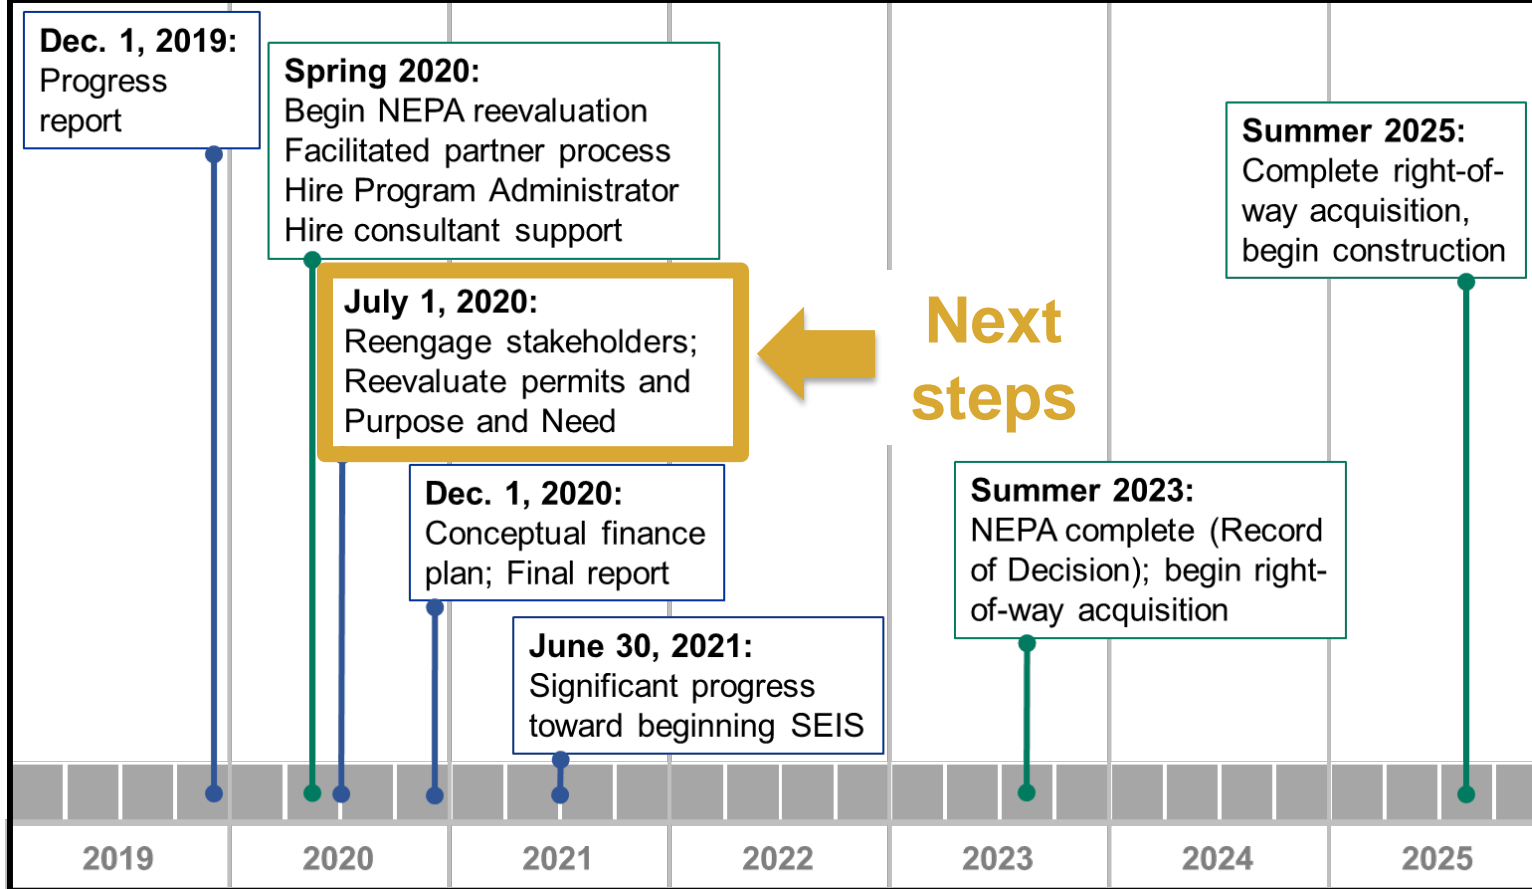 Dec. 1, 2019:
Progress
report
Spring 2020:
Begin NEPA reevaluation
Facilitated partner process
Hire Program Administrator
Hire consultant support
July 1, 2020:
Reengage stakeholders;
Reevaluate permits and
Purpose and Need
Next
steps
Dec. 1, 2020:
Conceptual finance
plan; Final report
June 30, 2021:
Significant progress
toward beginning SEIS
Summer 2023:
NEPA complete (Record
of Decision); begin right-
of-way acquisition
Summer 2025:
Complete right-of-
way acquisition,
begin construction
2019
2020
2021
2022
2023
2024
2025